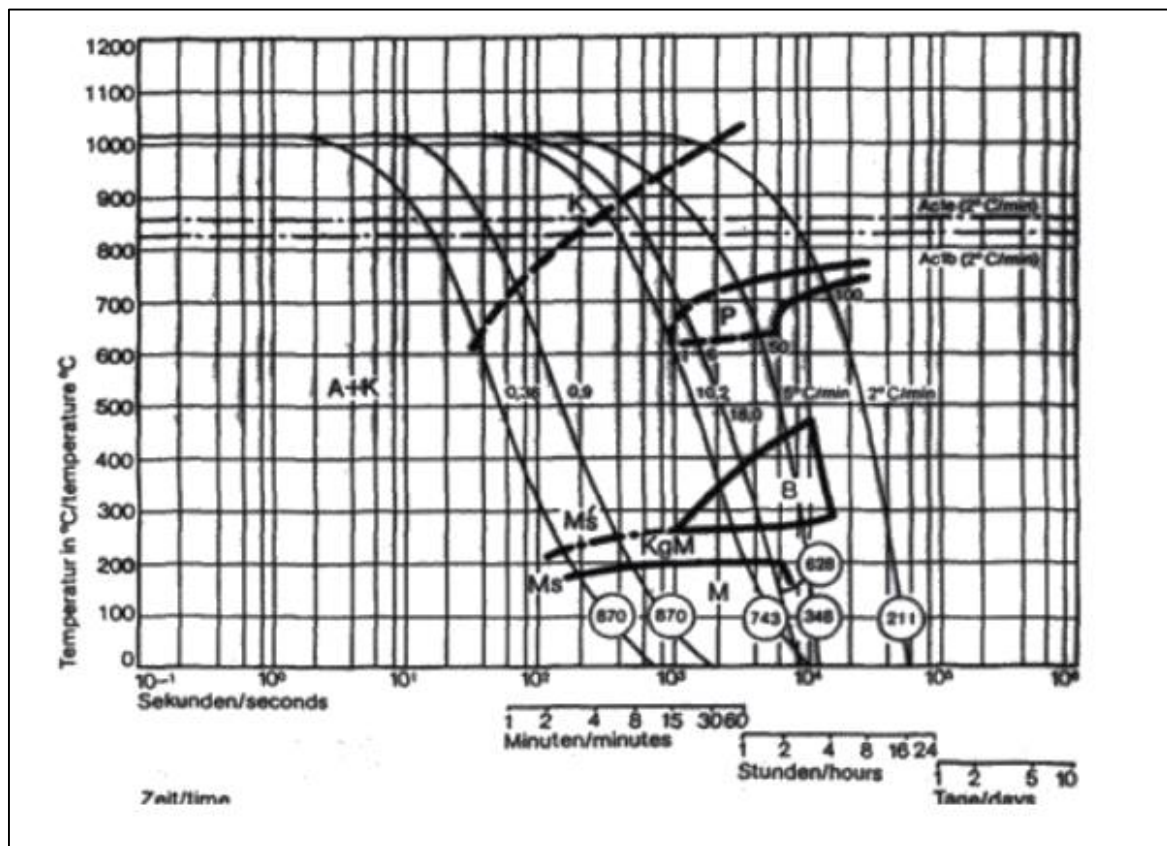 1200
1100
1000
900
800
700
600
500
400
300
200
100
0
Temperatur in °C/temperature °C
K
Ac1e (2°C/min)
Ac1b (2°C/min)
P
100
50
A+K
0,36
0,9
10,2
18,0
5°C/min
2°C/min
B
Ms
KgM
Ms
M
628
670
670
743
348
211
10⁻¹
10⁰
10¹
10²
10³
10⁴
10⁵
10⁶
Sekunden/seconds
1 2 4 8 15 30 60
Minuten/minutes
1 2 4 8 16 24
Stunden/hours
1 2 5 10
Zeit/time
Tage/days